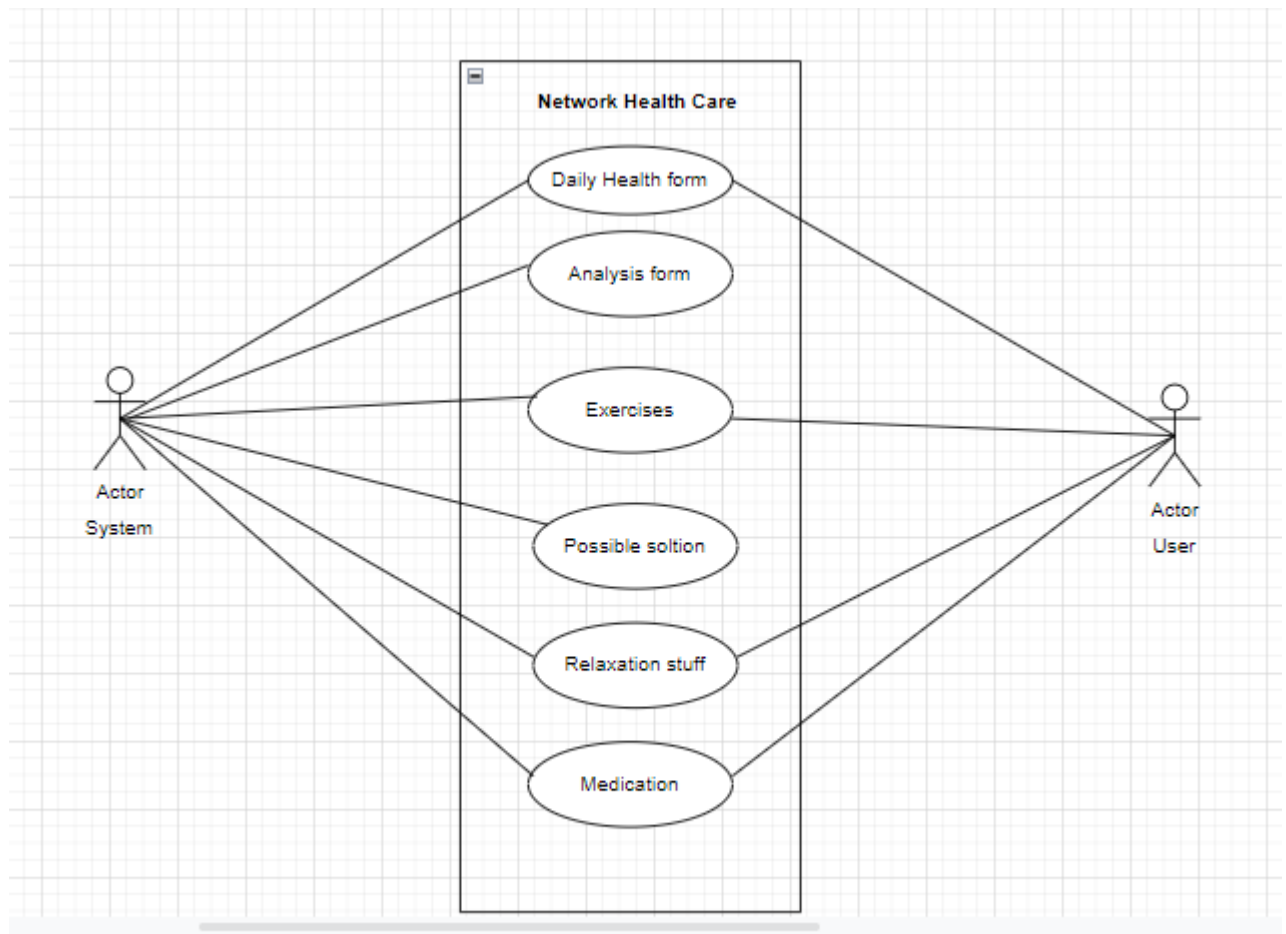 Network Health Care
Daily Health form
Analysis form
Exercises
Actor
System
Actor
User
Possible soltion
Relaxation stuff
Medication